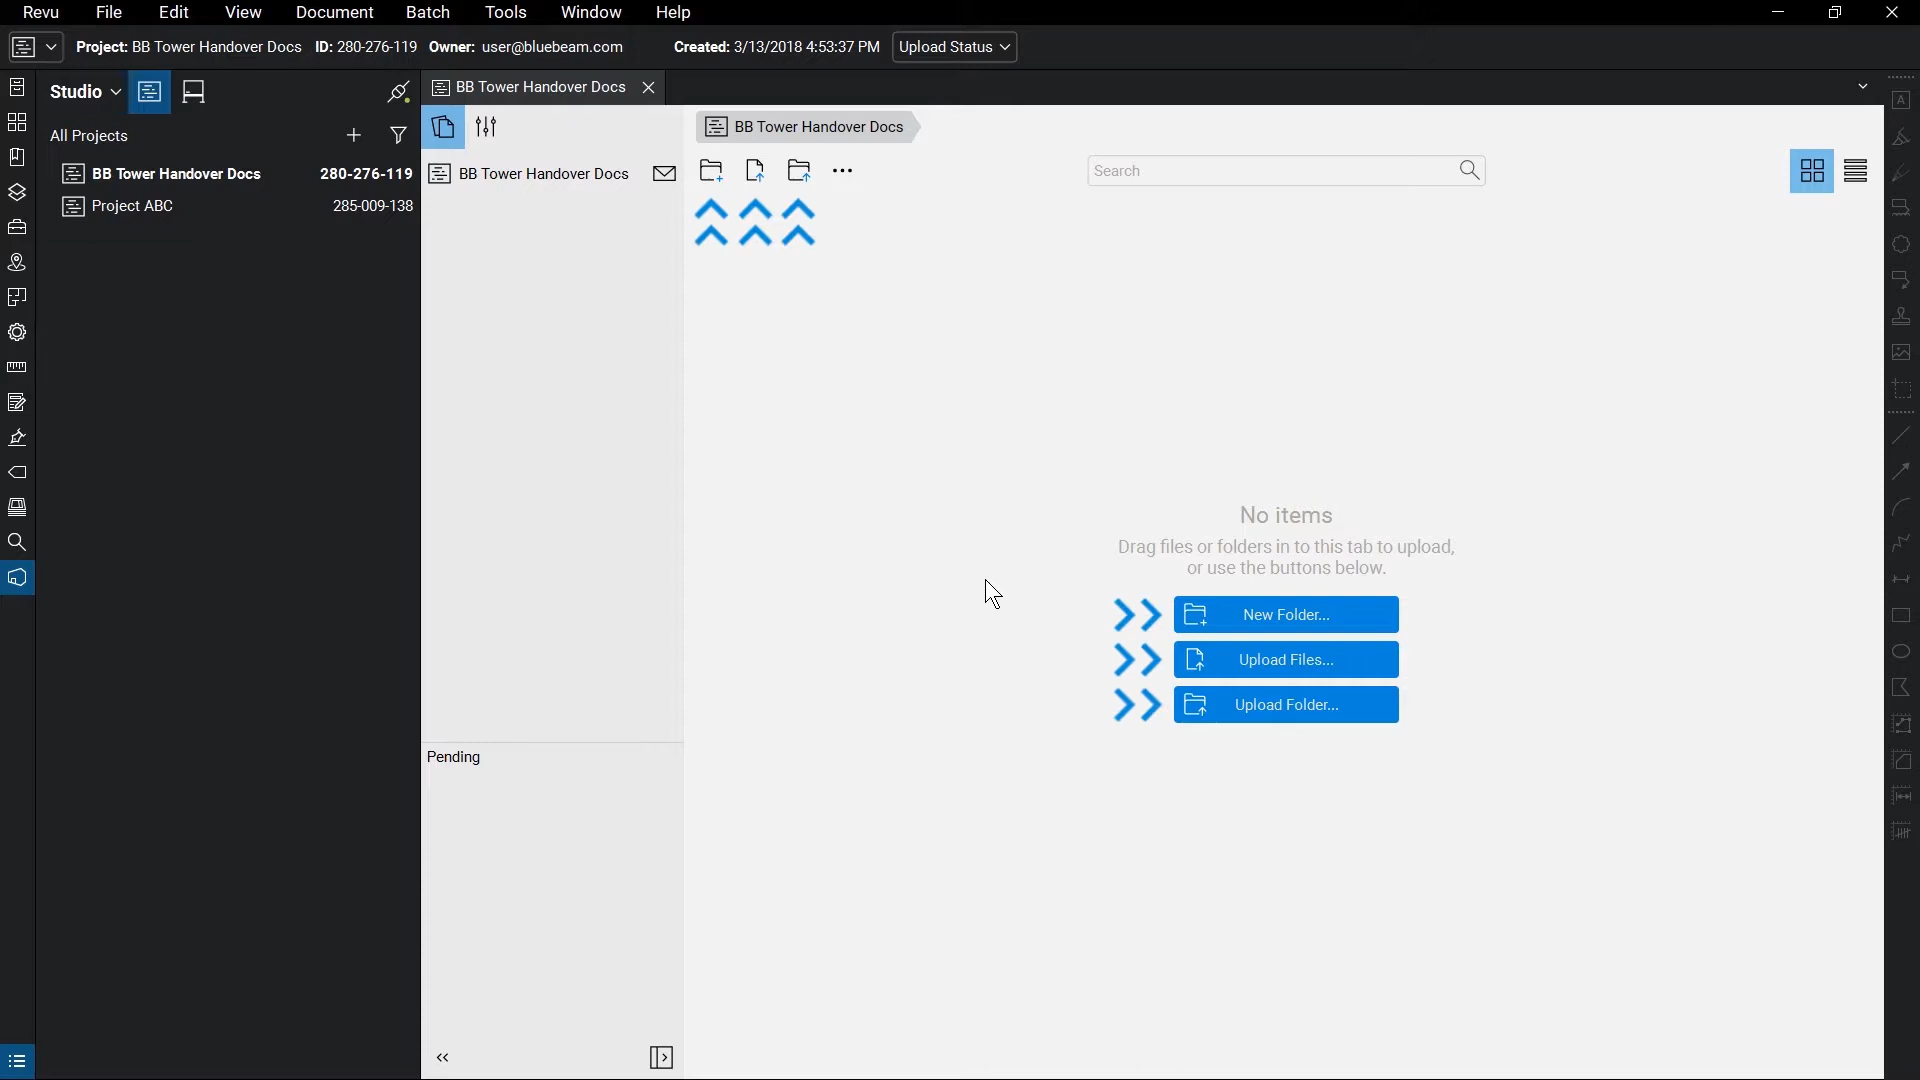 Revu File Edit View Document Batch Tools Window Help
Project: BB Tower Handover Docs ID: 280-276-119 Owner: user@bluebeam.com Created: 3/13/2018 4:53:37 PM Upload Status
Studio
BB Tower Handover Docs
All Projects
BB Tower Handover Docs 280-276-119
Project ABC 285-009-138
BB Tower Handover Docs
Pending
BB Tower Handover Docs
Search
No items
Drag files or folders in to this tab to upload,
or use the buttons below.
New Folder...
Upload Files...
Upload Folder...